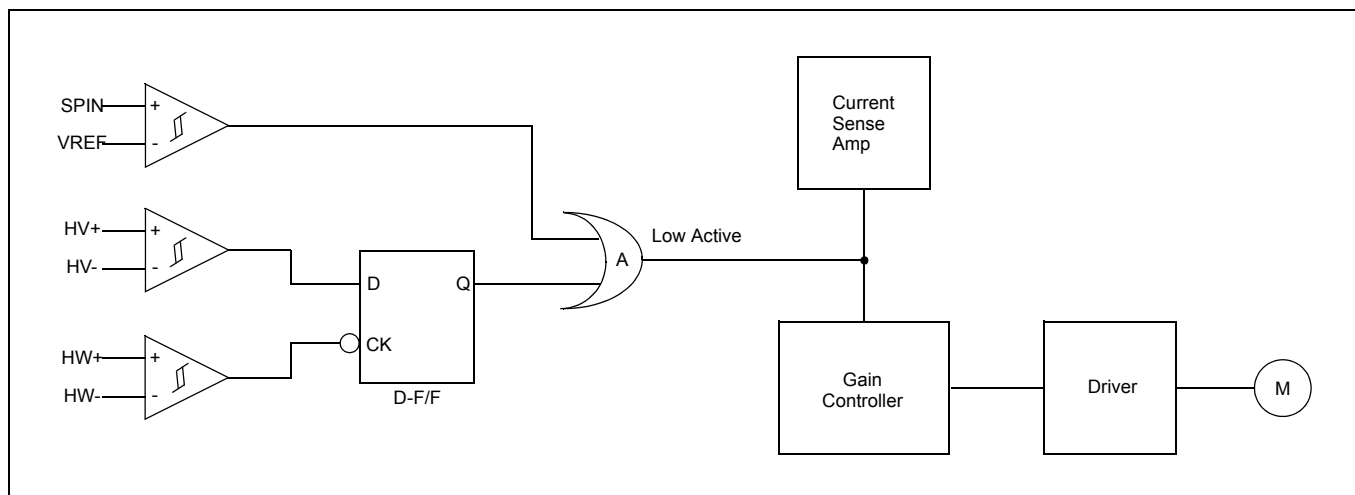 SPIN
+
VREF
-
HV+
+
HV-
-
HW+
+
HW-
-
D
Q
CK
D-F/F
A
Low Active
Current
Sense
Amp
Gain
Controller
Driver
M